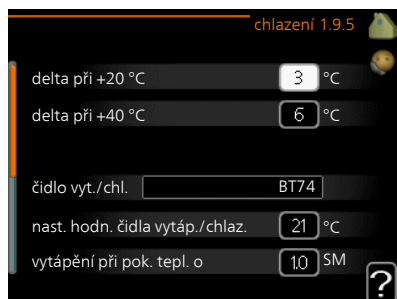 chlazení 1.9.5
delta při +20 °C 3 °C
delta při +40 °C 6 °C
čidlo vyt./chl. BT74
nast. hodn. čidla vytáp./chlaz. 21 °C
vytápění při pok. tepl. o 1.0 SM
?